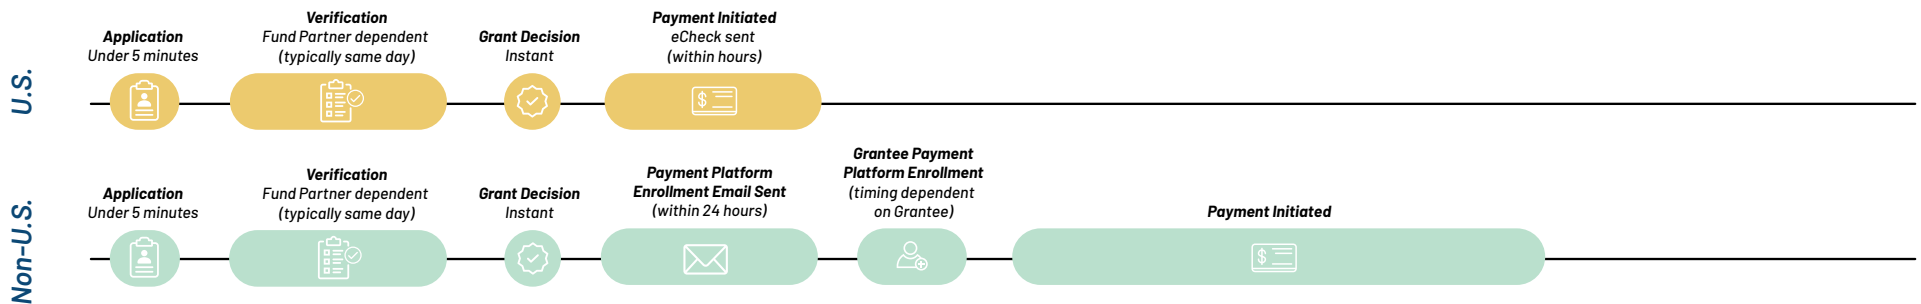 U.S.
Application
Under 5 minutes
Verification
Fund Partner dependent
(typically same day)
Grant Decision
Instant
Payment Initiated
eCheck sent
(within hours)
$
Non-U.S.
Application
Under 5 minutes
Verification
Fund Partner dependent
(typically same day)
Grant Decision
Instant
Payment Platform
Enrollment Email Sent
(within 24 hours)
Grantee Payment
Platform Enrollment
(timing dependent
on Grantee)
Payment Initiated
$